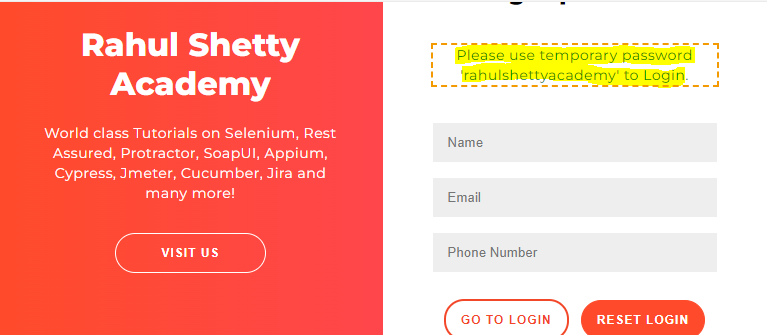 Rahul Shetty
Academy
World class Tutorials on Selenium, Rest
Assured, Protractor, SoapUI, Appium,
Cypress, Jmeter, Cucumber, Jira and
many more!
VISIT US
Please use temporary password
'rahulshettyacademy' to Login.
Name
Email
Phone Number
GO TO LOGIN
RESET LOGIN